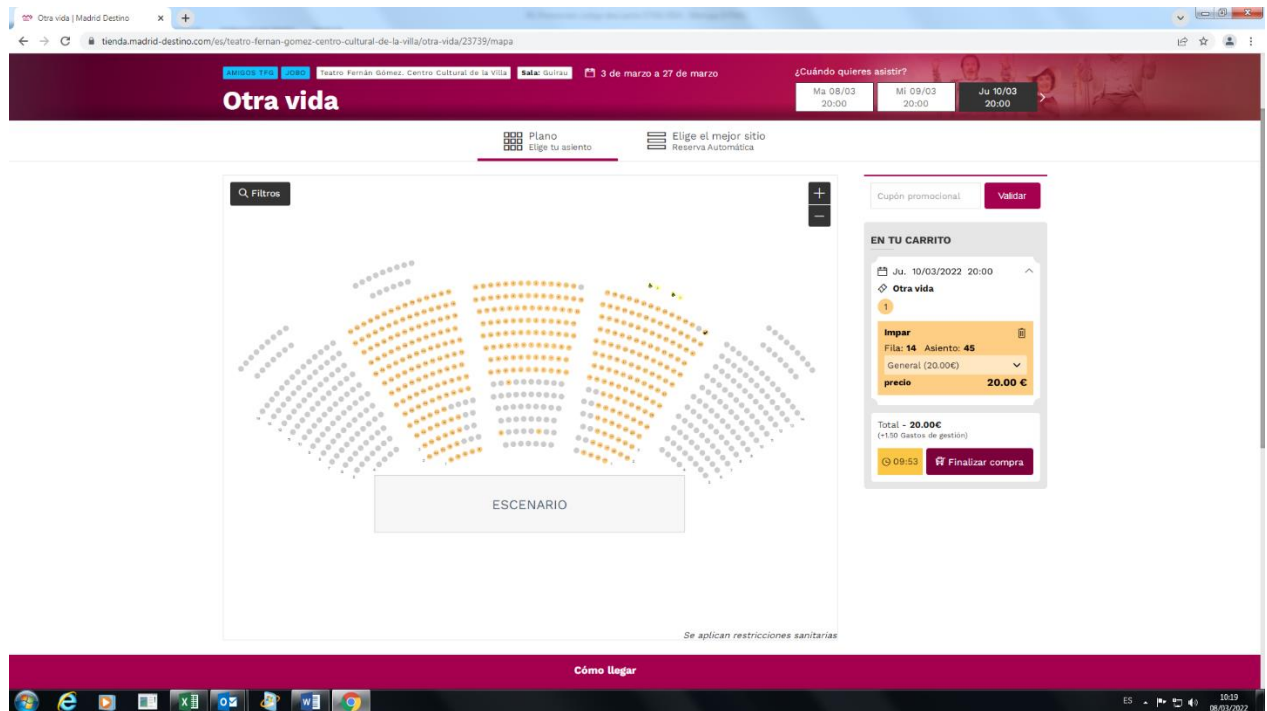 Otra vida | Madrid Destino
tienda.madrid-destino.com/es/teatro-fernan-gomez-centro-cultural-de-la-villa/otra-vida/23739/mapa
AMIGOS TFG JOBO Teatro Fernán Gómez. Centro Cultural de la Villa Sala: Guirau 3 de marzo a 27 de marzo
Otra vida
¿Cuándo quieres asistir?
Ma 08/03 Mi 09/03 Ju 10/03
20:00 20:00 20:00
Plano
Elige tu asiento
Elige el mejor sitio
Reserva Automática
Filtros
+
−
ESCENARIO
Se aplican restricciones sanitarias
Cupón promocional Validar
EN TU CARRITO
Ju. 10/03/2022 20:00
Otra vida
1
Impar
Fila: 14 Asiento: 45
General (20.00€)
precio 20.00 €
Total - 20.00€
(+1.50 Gastos de gestión)
09:53 Finalizar compra
Cómo llegar
ES 10:19
08/03/2022